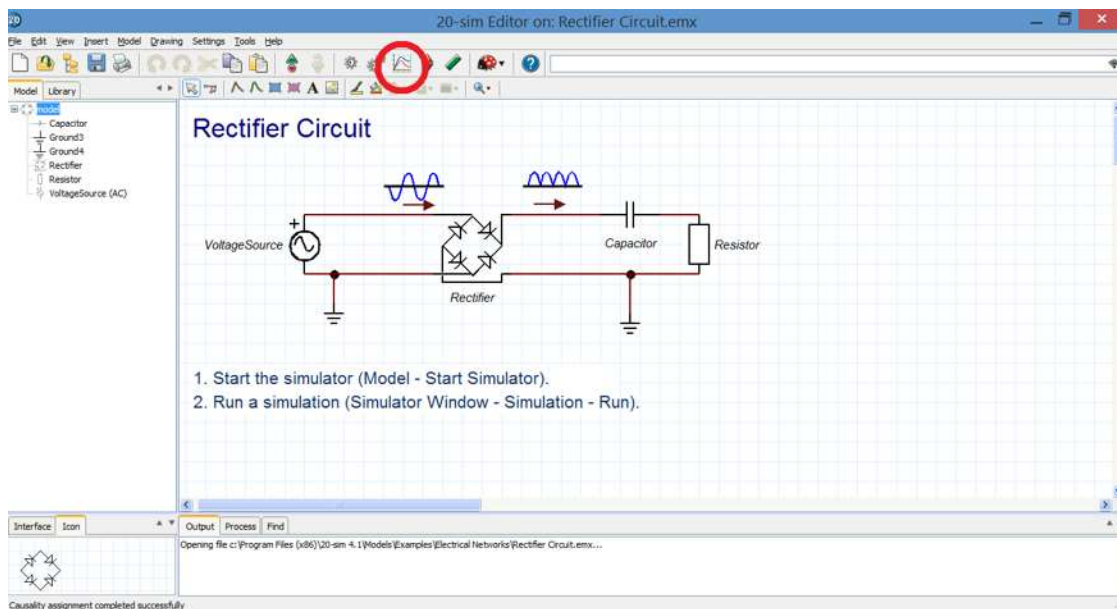 20
20-sim Editor on: Rectifier Circuit.emx
File Edit View Insert Model Drawing Settings Tools Help
Model Library
model
Capacitor
Ground3
Ground4
Rectifier
Resistor
VoltageSource (AC)
Rectifier Circuit
+
VoltageSource
Capacitor
Resistor
Rectifier
1. Start the simulator (Model - Start Simulator).
2. Run a simulation (Simulator Window - Simulation - Run).
Interface Icon
Output Process Find
Opening file c:\Program Files (x86)\20-sim 4.1\Models\Examples\Electrical Networks\Rectifier Circuit.emx...
Causality assignment completed successfully